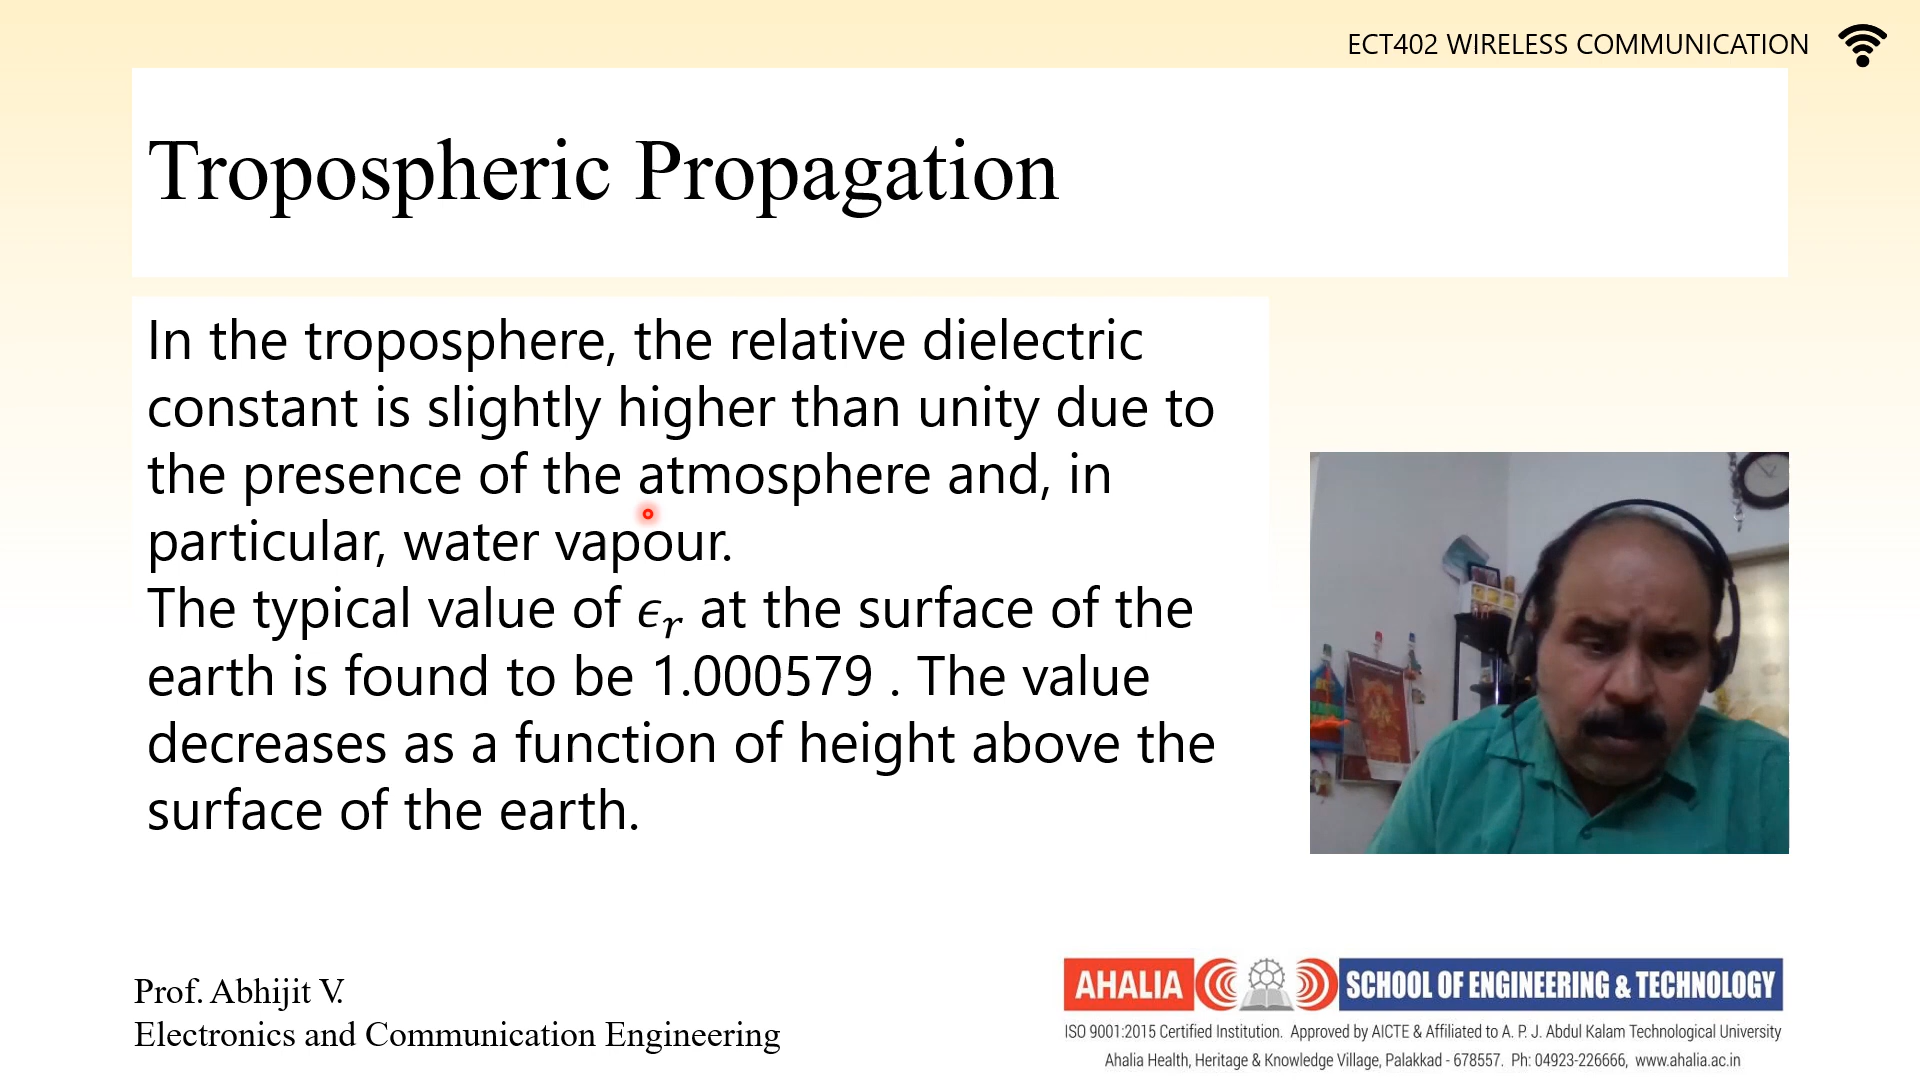 ECT402 WIRELESS COMMUNICATION
Tropospheric Propagation
In the troposphere, the relative dielectric
constant is slightly higher than unity due to
the presence of the atmosphere and, in
particular, water vapour.
The typical value of ϵᵣ at the surface of the
earth is found to be 1.000579 . The value
decreases as a function of height above the
surface of the earth.
Prof. Abhijit V.
Electronics and Communication Engineering
AHALIA SCHOOL OF ENGINEERING & TECHNOLOGY
ISO 9001:2015 Certified Institution. Approved by AICTE & Affiliated to A. P. J. Abdul Kalam Technological University
Ahalia Health, Heritage & Knowledge Village, Palakkad - 678557. Ph: 04923-226666, www.ahalia.ac.in